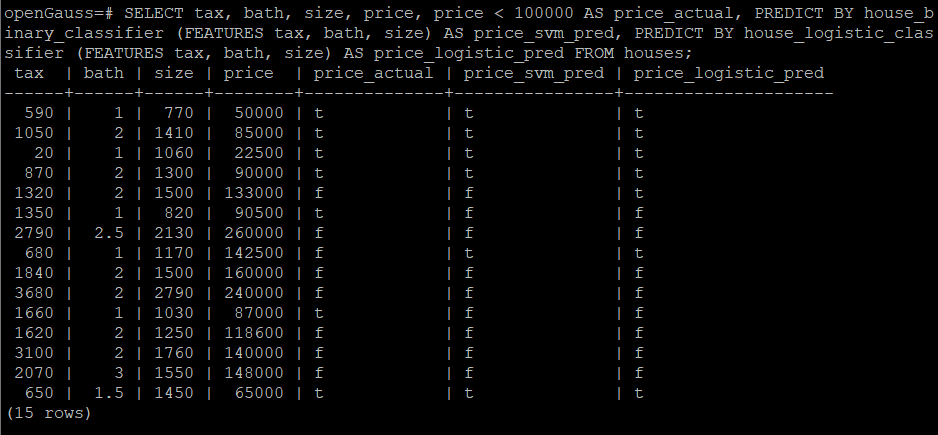 openGauss=# SELECT tax, bath, size, price, price < 100000 AS price_actual, PREDICT BY house_b
inary_classifier (FEATURES tax, bath, size) AS price_svm_pred, PREDICT BY house_logistic_clas
sifier (FEATURES tax, bath, size) AS price_logistic_pred FROM houses;
 tax  | bath | size | price  | price_actual | price_svm_pred | price_logistic_pred
------+------+------+--------+--------------+----------------+---------------------
  590 |    1 |  770 |  50000 | t            | t              | t
 1050 |    2 | 1410 |  85000 | t            | t              | t
   20 |    1 | 1060 |  22500 | t            | t              | t
  870 |    2 | 1300 |  90000 | t            | t              | t
 1320 |    2 | 1500 | 133000 | f            | f              | t
 1350 |    1 |  820 |  90500 | t            | f              | f
 2790 |  2.5 | 2130 | 260000 | f            | f              | f
  680 |    1 | 1170 | 142500 | f            | t              | t
 1840 |    2 | 1500 | 160000 | f            | f              | f
 3680 |    2 | 2790 | 240000 | f            | f              | f
 1660 |    1 | 1030 |  87000 | t            | f              | f
 1620 |    2 | 1250 | 118600 | f            | f              | f
 3100 |    2 | 1760 | 140000 | f            | f              | f
 2070 |    3 | 1550 | 148000 | f            | f              | f
  650 |  1.5 | 1450 |  65000 | t            | t              | t
(15 rows)